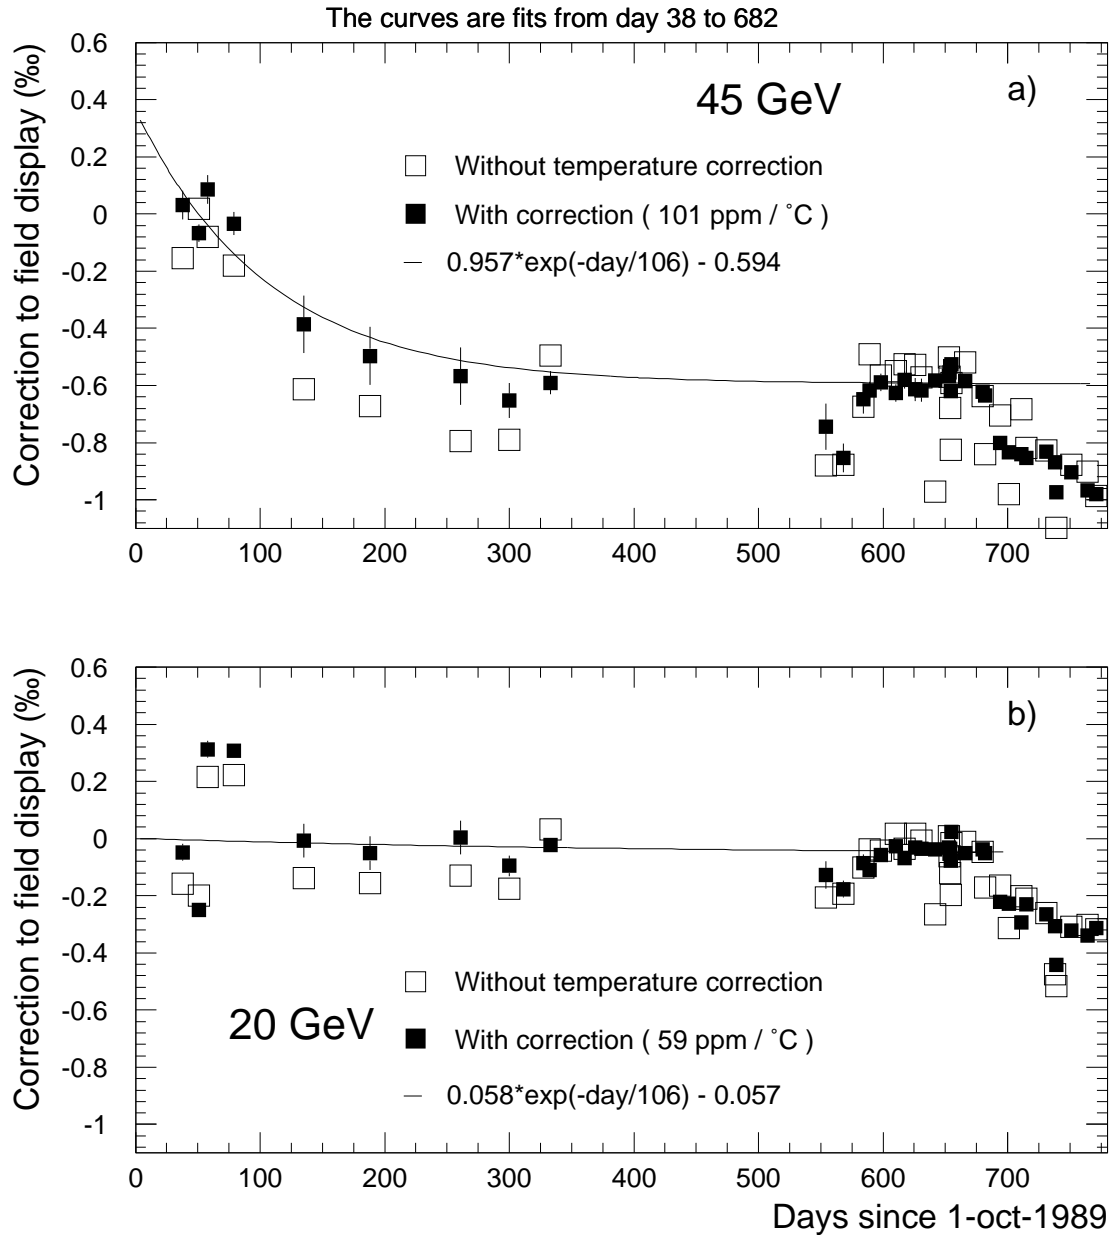 The curves are fits from day 38 to 682
Correction to field display (‰)
0.6
0.4
0.2
0
-0.2
-0.4
-0.6
-0.8
-1
45 GeV
a)
Without temperature correction
With correction ( 101 ppm / ˚C )
0.957*exp(-day/106) - 0.594
0 100 200 300 400 500 600 700
Correction to field display (‰)
0.6
0.4
0.2
0
-0.2
-0.4
-0.6
-0.8
-1
b)
20 GeV
Without temperature correction
With correction ( 59 ppm / ˚C )
0.058*exp(-day/106) - 0.057
0 100 200 300 400 500 600 700
Days since 1-oct-1989